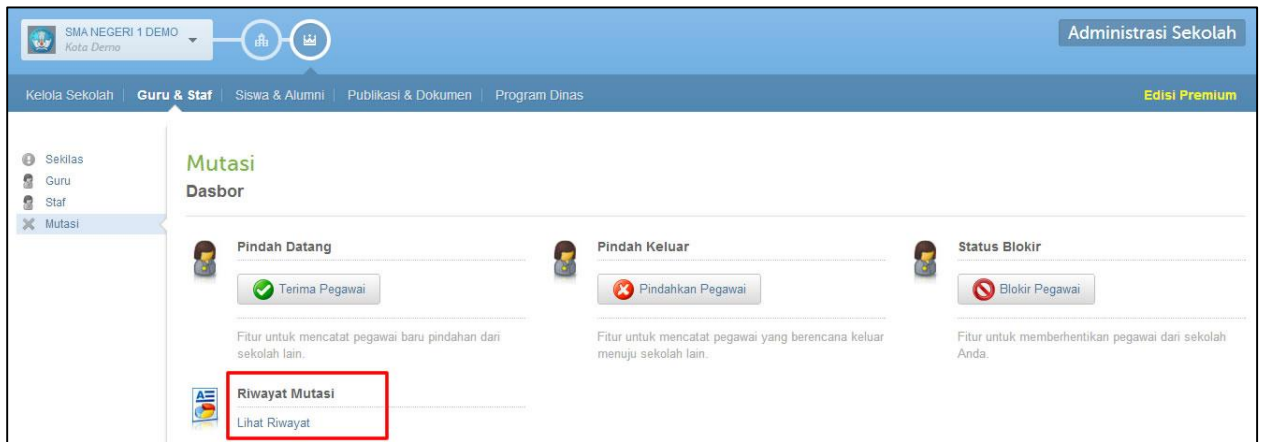 SMA NEGERI 1 DEMO
Kota Demo
Administrasi Sekolah
Kelola Sekolah
Guru & Staf
Siswa & Alumni
Publikasi & Dokumen
Program Dinas
Edisi Premium
Sekilas
Guru
Staf
Mutasi
Mutasi
Dasbor
Pindah Datang
Terima Pegawai
Fitur untuk mencatat pegawai baru pindahan dari
sekolah lain.
Pindah Keluar
Pindahkan Pegawai
Fitur untuk mencatat pegawai yang berencana keluar
menuju sekolah lain.
Status Blokir
Blokir Pegawai
Fitur untuk memberhentikan pegawai dari sekolah
Anda.
Riwayat Mutasi
Lihat Riwayat